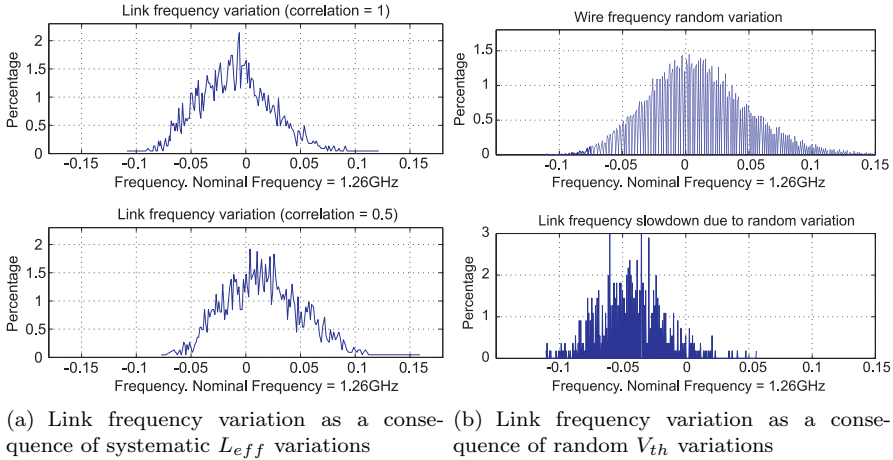 Link frequency variation (correlation = 1)
Percentage
2
1.5
1
0.5
0
-0.15
-0.1
-0.05
0
0.05
0.1
0.15
Frequency. Nominal Frequency = 1.26GHz
Link frequency variation (correlation = 0.5)
Percentage
2
1.5
1
0.5
0
-0.15
-0.1
-0.05
0
0.05
0.1
0.15
Frequency. Nominal Frequency = 1.26GHz
(a) Link frequency variation as a conse-
quence of systematic L_eff variations
Wire frequency random variation
Percentage
1.5
1
0.5
0
-0.1
-0.05
0
0.05
0.1
0.15
Frequency. Nominal Frequency = 1.26GHz
Link frequency slowdown due to random variation
Percentage
3
2
1
0
-0.1
-0.05
0
0.05
0.1
0.15
Frequency. Nominal Frequency = 1.26GHz
(b) Link frequency variation as a conse-
quence of random V_th variations